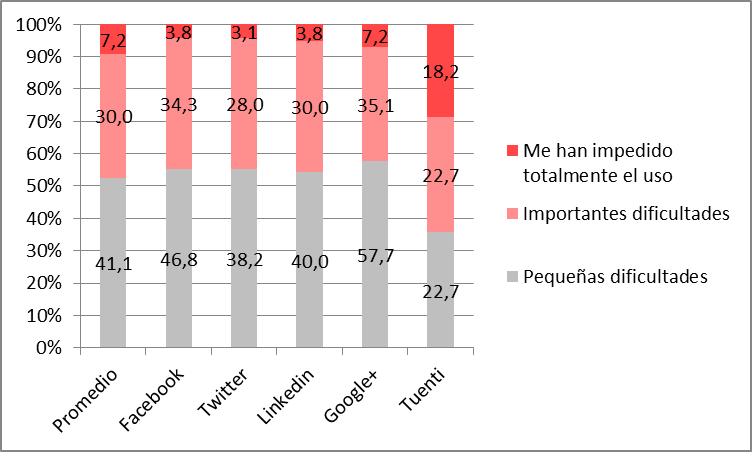 100%
90%
80%
70%
60%
50%
40%
30%
20%
10%
0%
7,2 3,8 3,1 3,8 7,2 18,2
30,0 34,3 28,0 30,0 35,1 22,7
41,1 46,8 38,2 40,0 57,7 22,7
Promedio
Facebook
Twitter
Linkedin
Google+
Tuenti
Me han impedido
totalmente el uso
Importantes dificultades
Pequeñas dificultades